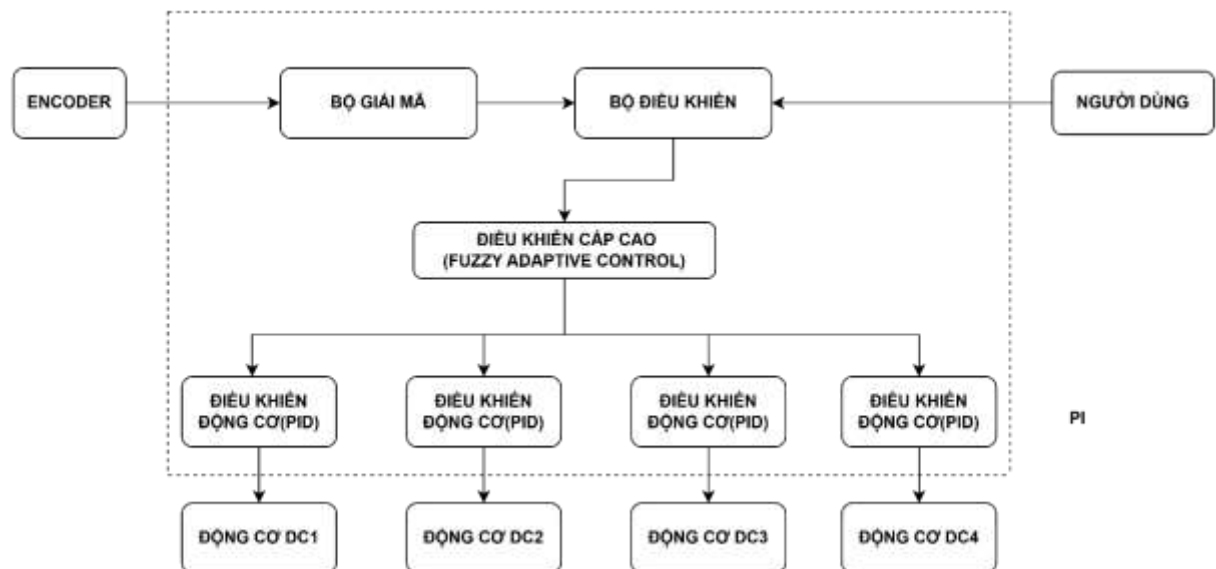 ENCODER
BỘ GIẢI MÃ
BỘ ĐIỀU KHIỂN
NGƯỜI DÙNG
ĐIỀU KHIỂN CẤP CAO
(FUZZY ADAPTIVE CONTROL)
ĐIỀU KHIỂN
ĐỘNG CƠ(PID)
ĐIỀU KHIỂN
ĐỘNG CƠ(PID)
ĐIỀU KHIỂN
ĐỘNG CƠ(PID)
ĐIỀU KHIỂN
ĐỘNG CƠ(PID)
PI
ĐỘNG CƠ DC1
ĐỘNG CƠ DC2
ĐỘNG CƠ DC3
ĐỘNG CƠ DC4